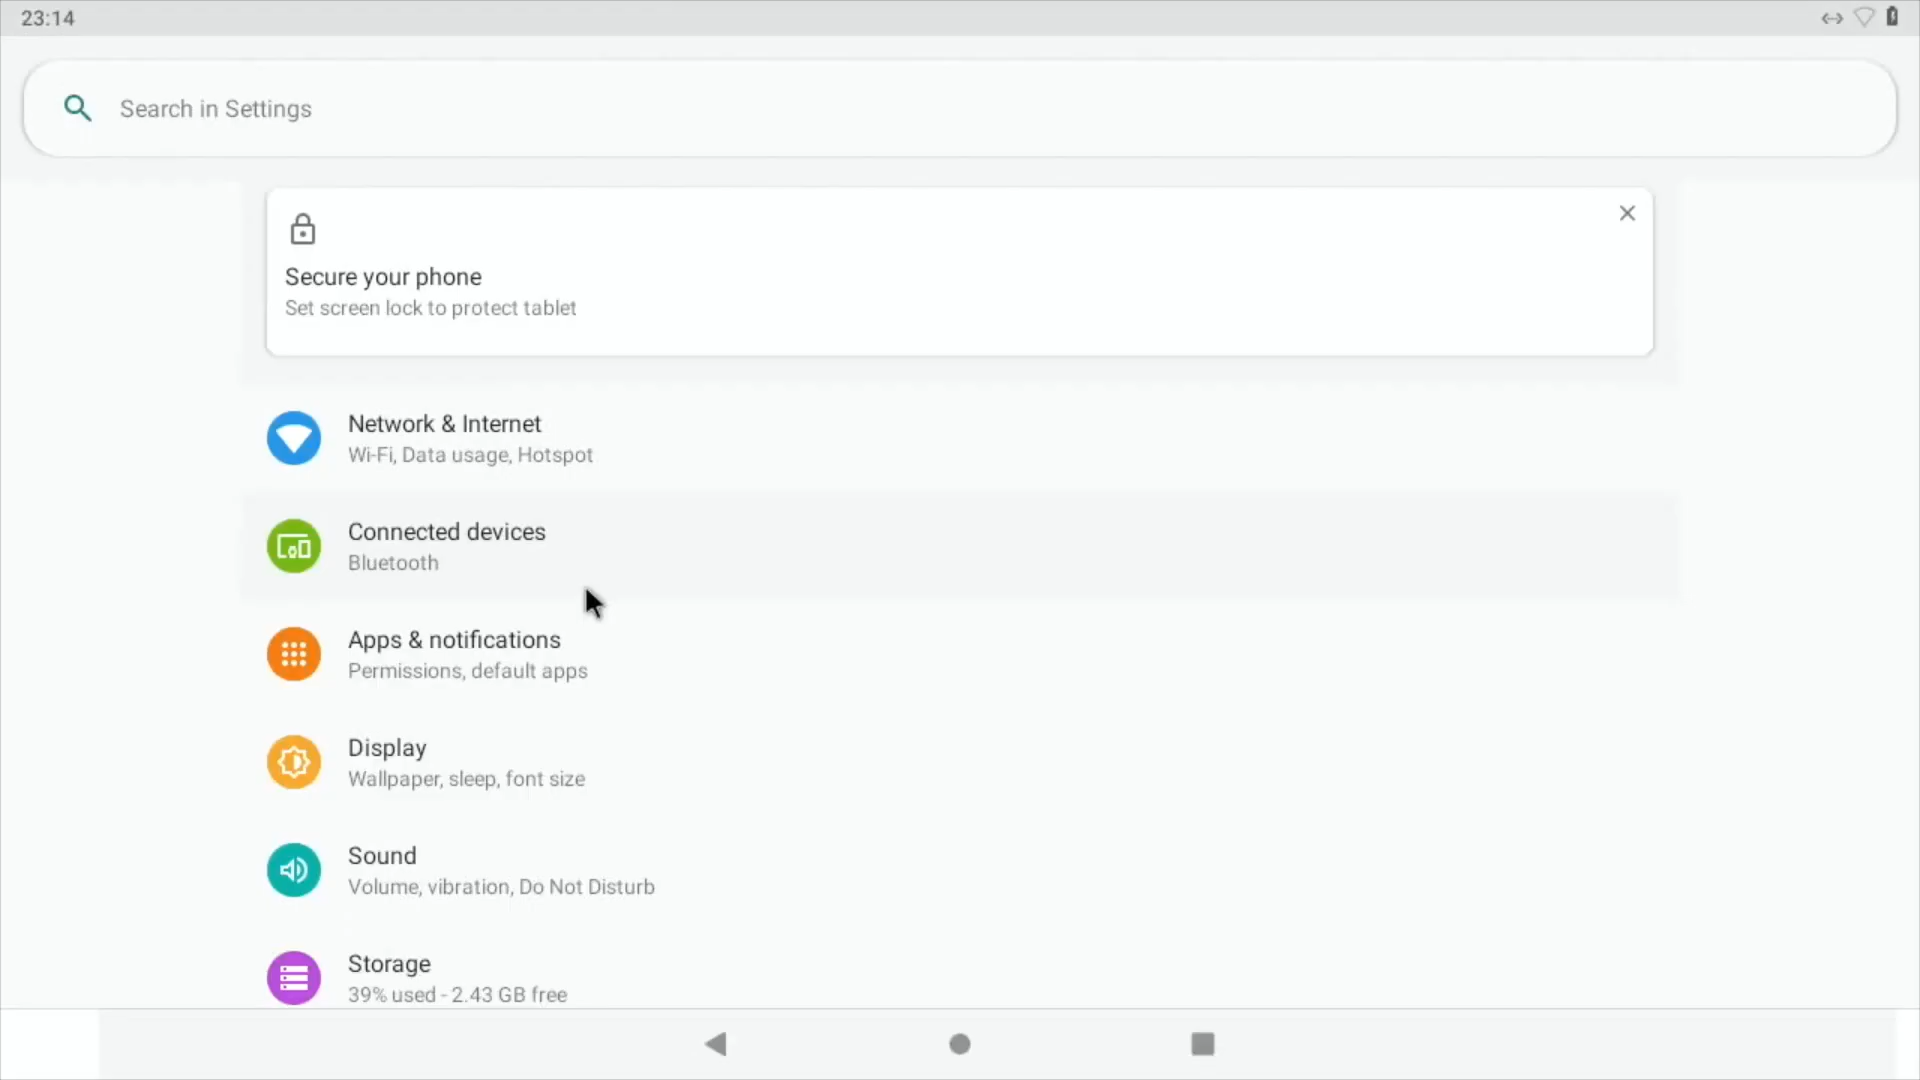 23:14
Search in Settings
Secure your phone
Set screen lock to protect tablet
Network & Internet
Wi-Fi, Data usage, Hotspot
Connected devices
Bluetooth
Apps & notifications
Permissions, default apps
Display
Wallpaper, sleep, font size
Sound
Volume, vibration, Do Not Disturb
Storage
39% used - 2.43 GB free